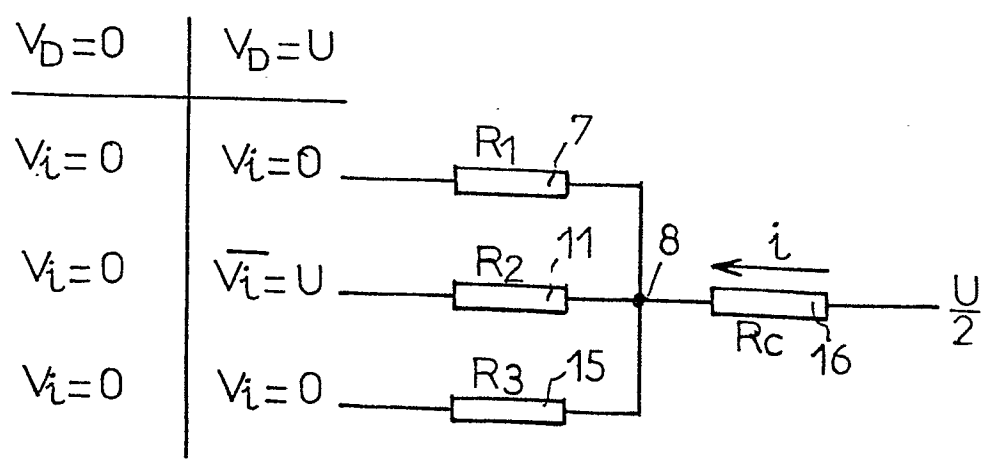 V_D=0 V_D=U
R1 7
V_i=0 V_i=0
R2 11 8 i
V_i=0 V̅_i̅=U U/2
Rc 16
R3 15
V_i=0 V_i=0